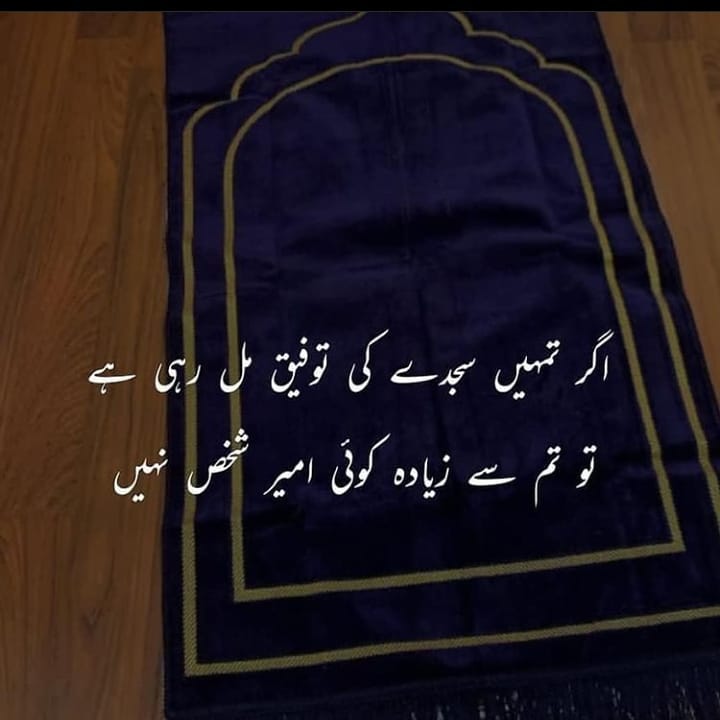 اگر تمہیں سجدے کی توفیق مل رہی ہے
تو تم سے زیادہ کوئی امیر شخص نہیں